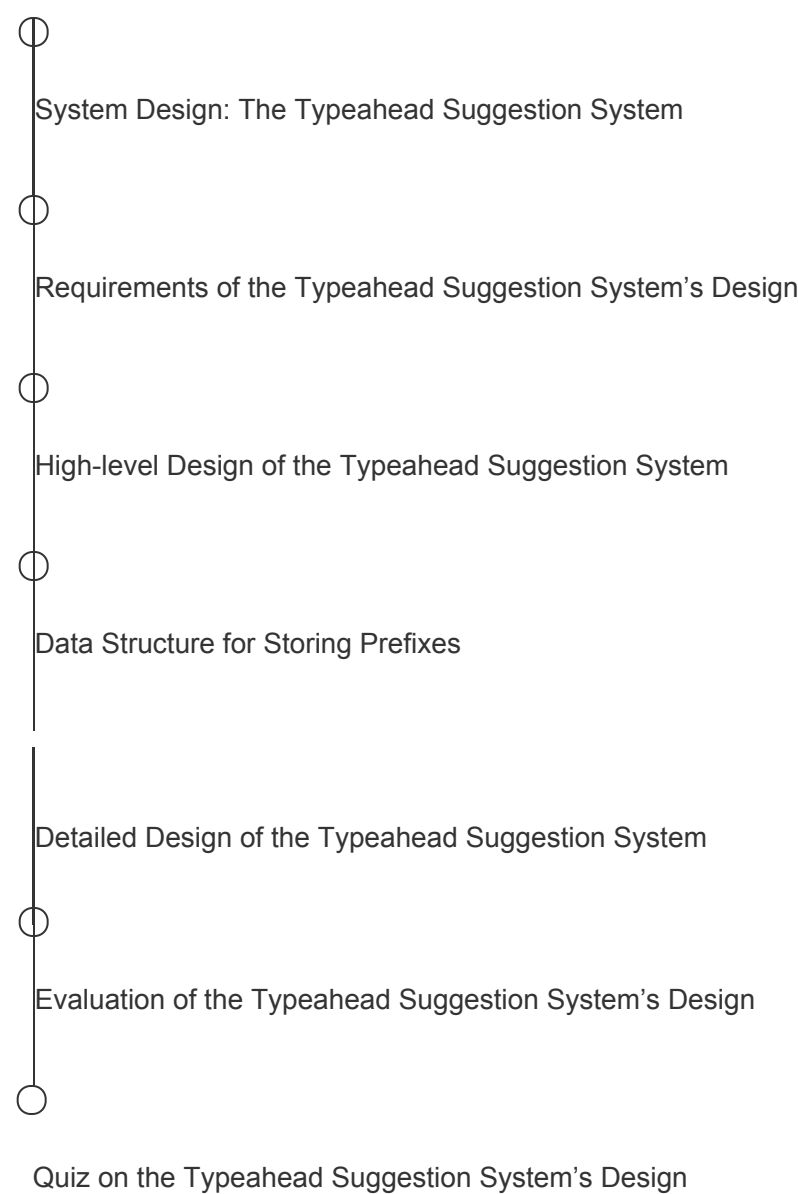 System Design: The Typeahead Suggestion System
Requirements of the Typeahead Suggestion System’s Design
High-level Design of the Typeahead Suggestion System
Data Structure for Storing Prefixes
Detailed Design of the Typeahead Suggestion System
Evaluation of the Typeahead Suggestion System’s Design
Quiz on the Typeahead Suggestion System’s Design